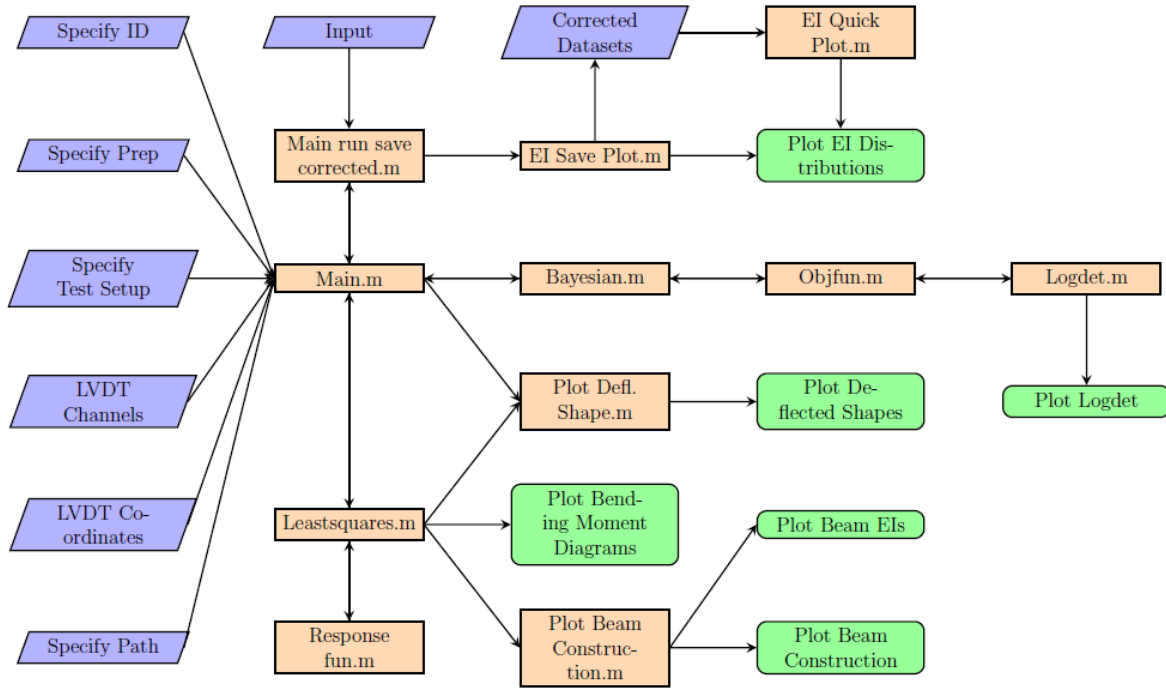 Specify ID
Input
Corrected
Datasets
EI Quick
Plot.m
Specify Prep
Main run save
corrected.m
EI Save Plot.m
Plot EI Dis-
tributions
Specify
Test Setup
Main.m
Bayesian.m
Objfun.m
Logdet.m
LVDT
Channels
Plot Defl.
Shape.m
Plot De-
flected Shapes
Plot Logdet
LVDT Co-
ordinates
Leastsquares.m
Plot Bend-
ing Moment
Diagrams
Plot Beam EIs
Specify Path
Response
fun.m
Plot Beam
Construc-
tion.m
Plot Beam
Construction